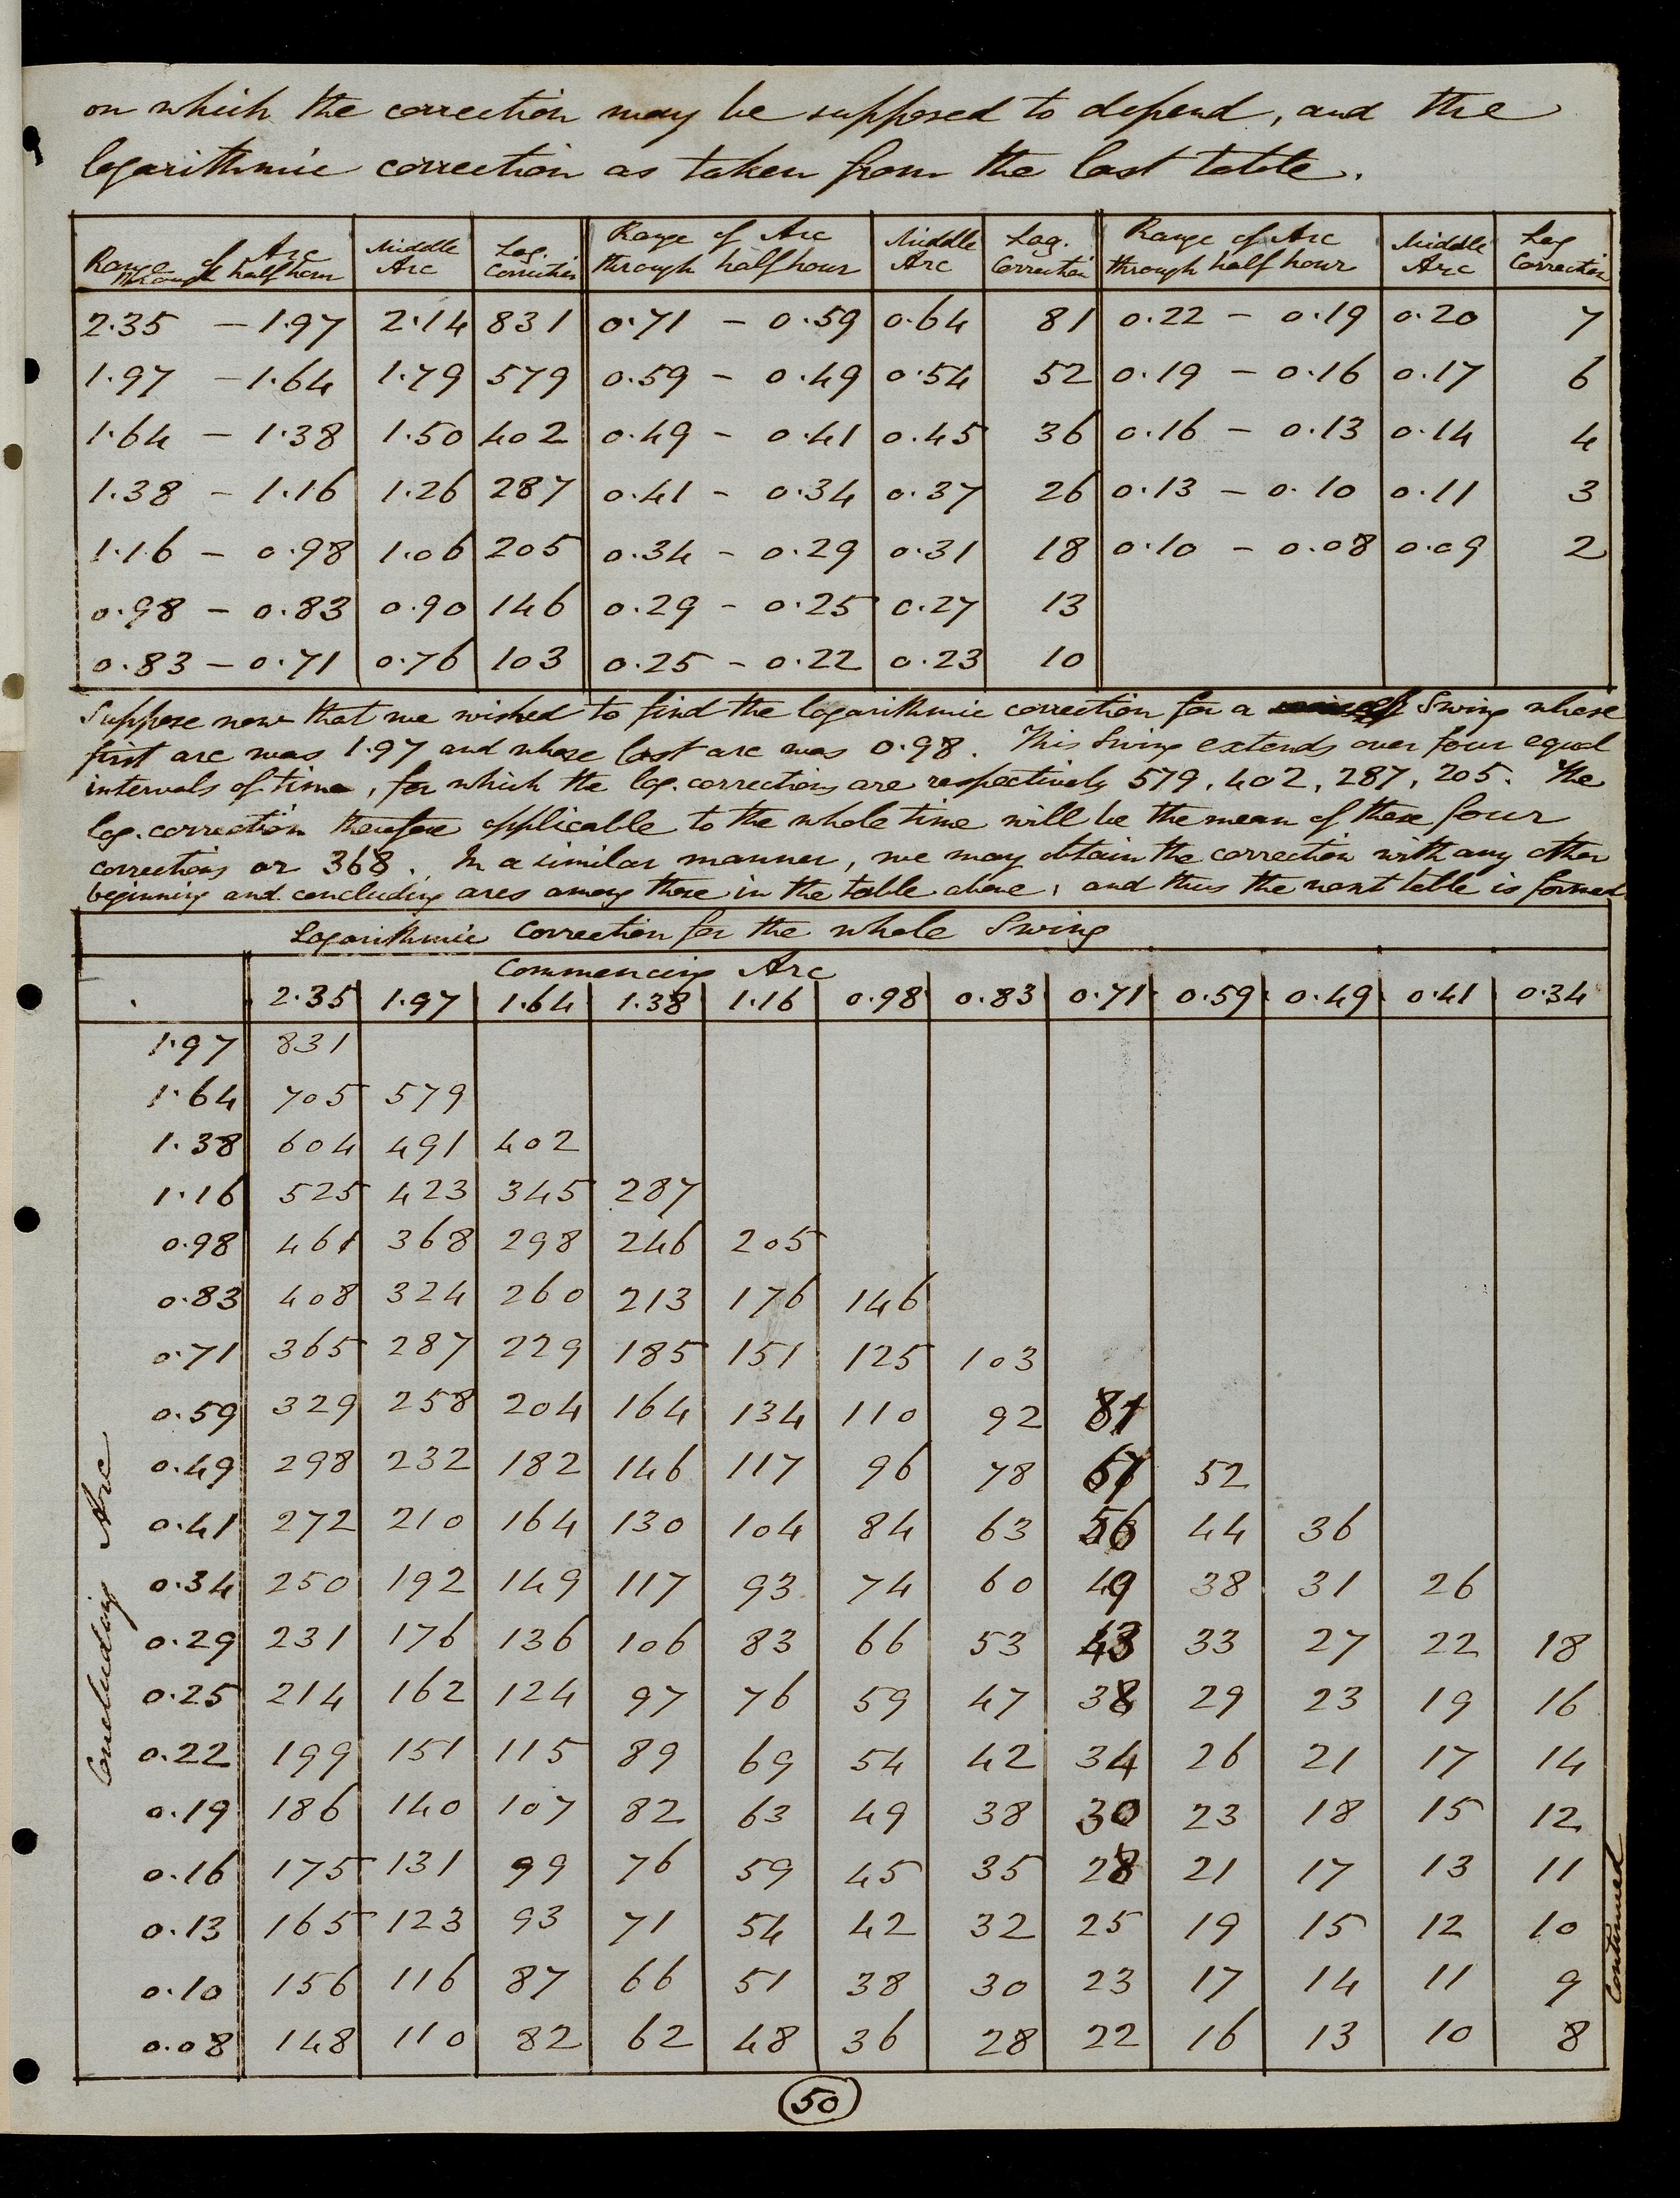 on which the correction may be supposed to depend, and the
logarithmic correction as taken from the last table.
Range of Arc through half hour | Middle Arc | Log. Correction | Range of Arc through half hour | Middle Arc | Log. Correction | Range of Arc through half hour | Middle Arc | Log Correction
2.35 – 1.97 | 2.14 | 831 | 0.71 – 0.59 | 0.64 | 81 | 0.22 – 0.19 | 0.20 | 7
1.97 – 1.64 | 1.79 | 579 | 0.59 – 0.49 | 0.54 | 52 | 0.19 – 0.16 | 0.17 | 6
1.64 – 1.38 | 1.50 | 402 | 0.49 – 0.41 | 0.45 | 36 | 0.16 – 0.13 | 0.14 | 4
1.38 – 1.16 | 1.26 | 287 | 0.41 – 0.34 | 0.37 | 26 | 0.13 – 0.10 | 0.11 | 3
1.16 – 0.98 | 1.06 | 205 | 0.34 – 0.29 | 0.31 | 18 | 0.10 – 0.08 | 0.09 | 2
0.98 – 0.83 | 0.90 | 146 | 0.29 – 0.25 | 0.27 | 13
0.83 – 0.71 | 0.76 | 103 | 0.25 – 0.22 | 0.23 | 10
Suppose now that we wished to find the logarithmic correction for a Swing whose
first arc was 1.97 and whose last arc was 0.98. This Swing extends over four equal
intervals of time, for which the log. corrections are respectively 579, 402, 287, 205. The
log. correction therefore applicable to the whole time will be the mean of these four
corrections or 368. In a similar manner, we may obtain the correction with any other
beginning and concluding arcs among those in the table above, and thus the next table is formed
Logarithmic Correction for the whole Swing
Commencing Arc
2.35 | 1.97 | 1.64 | 1.38 | 1.16 | 0.98 | 0.83 | 0.71 | 0.59 | 0.49 | 0.41 | 0.34
Concluding Arc
1.97 | 831
1.64 | 705 | 579
1.38 | 604 | 491 | 402
1.16 | 525 | 423 | 345 | 287
0.98 | 461 | 368 | 298 | 246 | 205
0.83 | 408 | 324 | 260 | 213 | 176 | 146
0.71 | 365 | 287 | 229 | 185 | 151 | 125 | 103
0.59 | 329 | 258 | 204 | 164 | 134 | 110 | 92 | 81
0.49 | 298 | 232 | 182 | 146 | 117 | 96 | 78 | 67 | 52
0.41 | 272 | 210 | 164 | 130 | 104 | 84 | 63 | 56 | 44 | 36
0.34 | 250 | 192 | 149 | 117 | 93 | 74 | 60 | 49 | 38 | 31 | 26
0.29 | 231 | 176 | 136 | 106 | 83 | 66 | 53 | 43 | 33 | 27 | 22 | 18
0.25 | 214 | 162 | 124 | 97 | 76 | 59 | 47 | 38 | 29 | 23 | 19 | 16
0.22 | 199 | 151 | 115 | 89 | 69 | 54 | 42 | 34 | 26 | 21 | 17 | 14
0.19 | 186 | 140 | 107 | 82 | 63 | 49 | 38 | 30 | 23 | 18 | 15 | 12
0.16 | 175 | 131 | 99 | 76 | 59 | 45 | 35 | 28 | 21 | 17 | 13 | 11
0.13 | 165 | 123 | 93 | 71 | 54 | 42 | 32 | 25 | 19 | 15 | 12 | 10
0.10 | 156 | 116 | 87 | 66 | 51 | 38 | 30 | 23 | 17 | 14 | 11 | 9
0.08 | 148 | 110 | 82 | 62 | 48 | 36 | 28 | 22 | 16 | 13 | 10 | 8
Continued
50